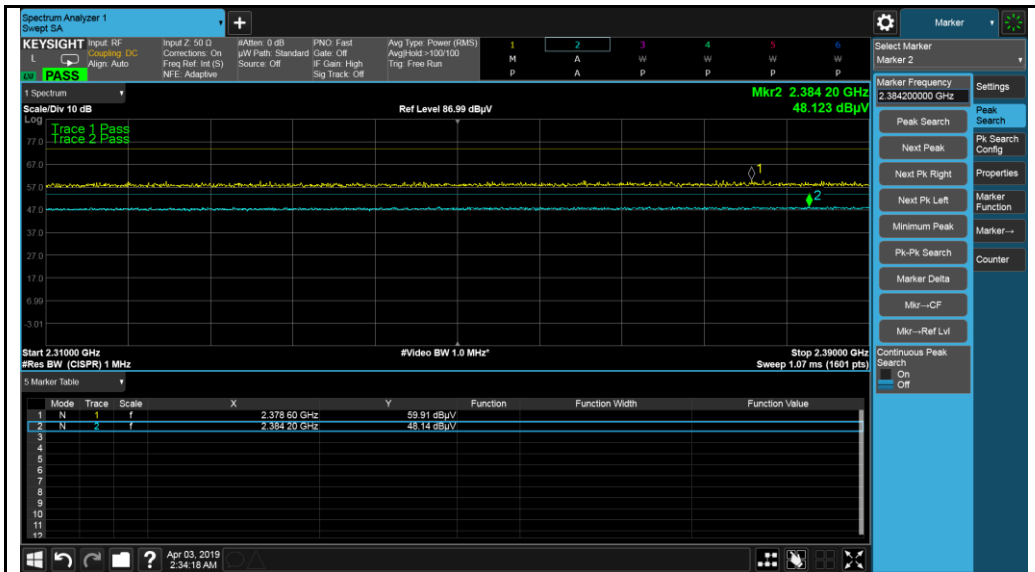 Spectrum Analyzer 1
Swept SA
+
Marker
KEYSIGHT
L
PASS
Input: RF
Coupling: DC
Align: Auto
Input Z: 50 Ω
Corrections: On
Freq Ref: Int (S)
NFE: Adaptive
#Atten: 0 dB
µW Path: Standard
Source: Off
PNO: Fast
Gate: Off
IF Gain: High
Sig Track: Off
Avg Type: Power (RMS)
Avg|Hold:>100/100
Trig: Free Run
1 2 3 4 5 6
M A W W W W
P A P P P P
Select Marker
Marker 2
1 Spectrum
Scale/Div 10 dB
Log
Ref Level 86.99 dBµV
Mkr2 2.384 20 GHz
48.123 dBµV
Trace 1 Pass
Trace 2 Pass
77.0
67.0
57.0
47.0
37.0
27.0
17.0
6.99
-3.01
1
2
Start 2.31000 GHz
#Res BW (CISPR) 1 MHz
#Video BW 1.0 MHz*
Stop 2.39000 GHz
Sweep 1.07 ms (1601 pts)
5 Marker Table
Mode Trace Scale X Y Function Function Width Function Value
1 N 1 f 2.378 60 GHz 59.91 dBµV
2 N 2 f 2.384 20 GHz 48.14 dBµV
3
4
5
6
7
8
9
10
11
12
Marker Frequency
2.384200000 GHz
Peak Search
Next Peak
Next Pk Right
Next Pk Left
Minimum Peak
Pk-Pk Search
Marker Delta
Mkr→CF
Mkr→Ref Lvl
Continuous Peak
Search
On
Off
Settings
Peak
Search
Pk Search
Config
Properties
Marker
Function
Marker→
Counter
?
Apr 03, 2019
2:34:18 AM